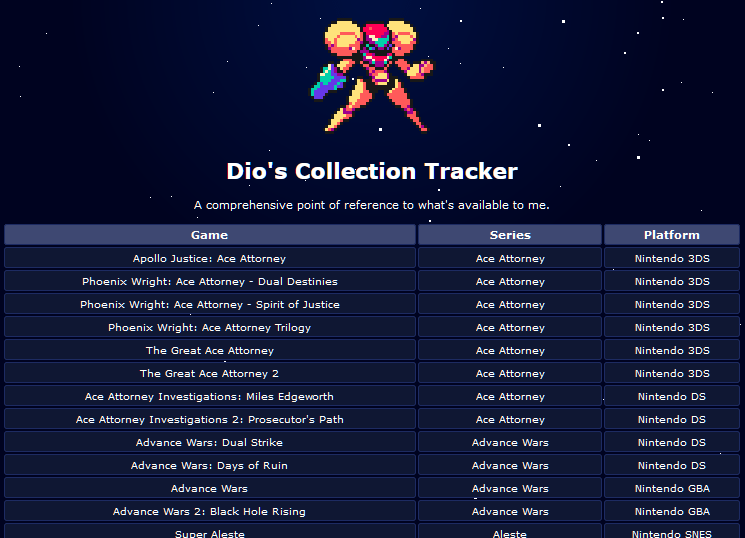 Dio's Collection Tracker
A comprehensive point of reference to what's available to me.
Game Series Platform
Apollo Justice: Ace Attorney Ace Attorney Nintendo 3DS
Phoenix Wright: Ace Attorney - Dual Destinies Ace Attorney Nintendo 3DS
Phoenix Wright: Ace Attorney - Spirit of Justice Ace Attorney Nintendo 3DS
Phoenix Wright: Ace Attorney Trilogy Ace Attorney Nintendo 3DS
The Great Ace Attorney Ace Attorney Nintendo 3DS
The Great Ace Attorney 2 Ace Attorney Nintendo 3DS
Ace Attorney Investigations: Miles Edgeworth Ace Attorney Nintendo DS
Ace Attorney Investigations 2: Prosecutor's Path Ace Attorney Nintendo DS
Advance Wars: Dual Strike Advance Wars Nintendo DS
Advance Wars: Days of Ruin Advance Wars Nintendo DS
Advance Wars Advance Wars Nintendo GBA
Advance Wars 2: Black Hole Rising Advance Wars Nintendo GBA
Super Aleste Aleste Nintendo SNES